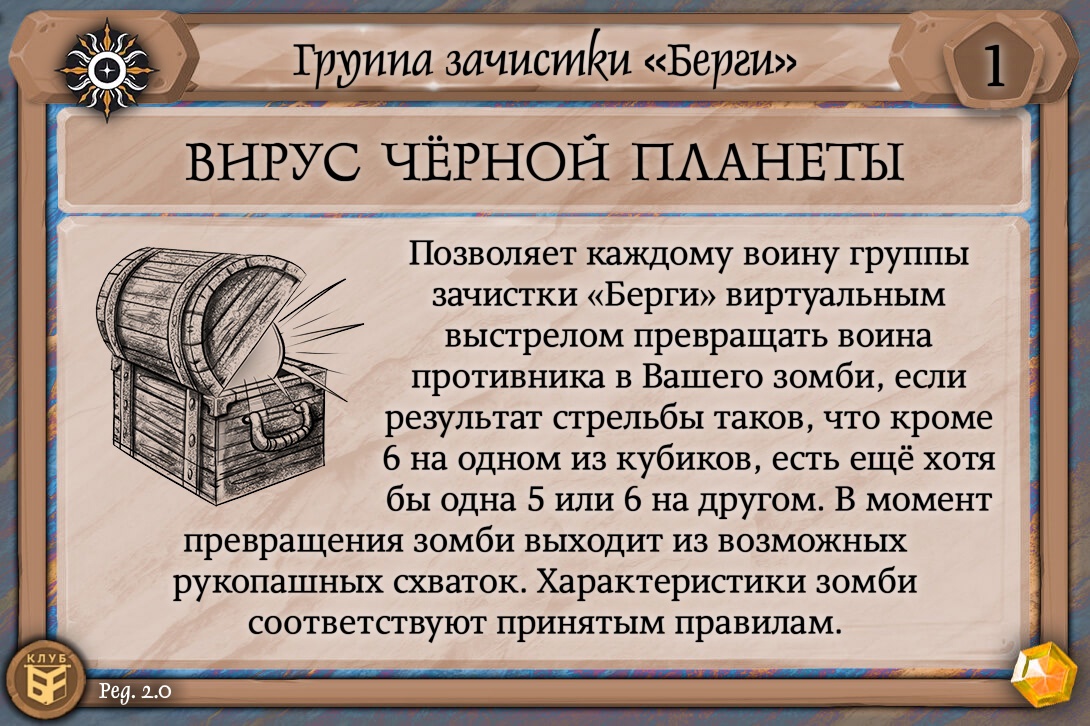 Группа зачистки «Берги»
1
ВИРУС ЧЁРНОЙ ПЛАНЕТЫ
Позволяет каждому воину группы
зачистки «Берги» виртуальным
выстрелом превращать воина
противника в Вашего зомби, если
результат стрельбы таков, что кроме
6 на одном из кубиков, есть ещё хотя
бы одна 5 или 6 на другом. В момент
превращения зомби выходит из возможных
рукопашных схваток. Характеристики зомби
соответствуют принятым правилам.
КЛУБ
Ред. 2.0